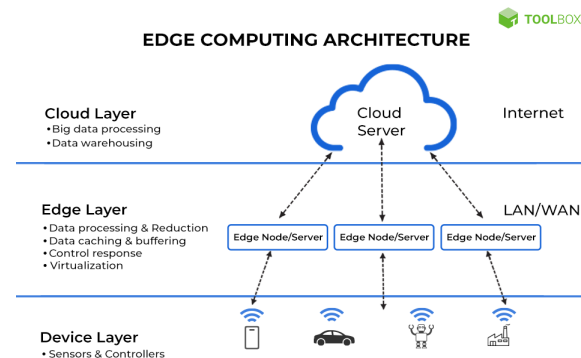 TOOLBOX
EDGE COMPUTING ARCHITECTURE
Cloud Layer
• Big data processing
• Data warehousing
Cloud
Server
Internet
Edge Layer
• Data processing & Reduction
• Data caching & buffering
• Control response
• Virtualization
LAN/WAN
Edge Node/Server
Edge Node/Server
Edge Node/Server
Device Layer
• Sensors & Controllers